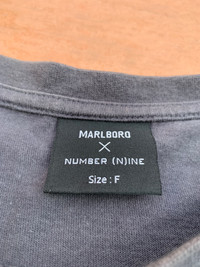 MARLBORO
×
NUMBER (N)INE
Size : F